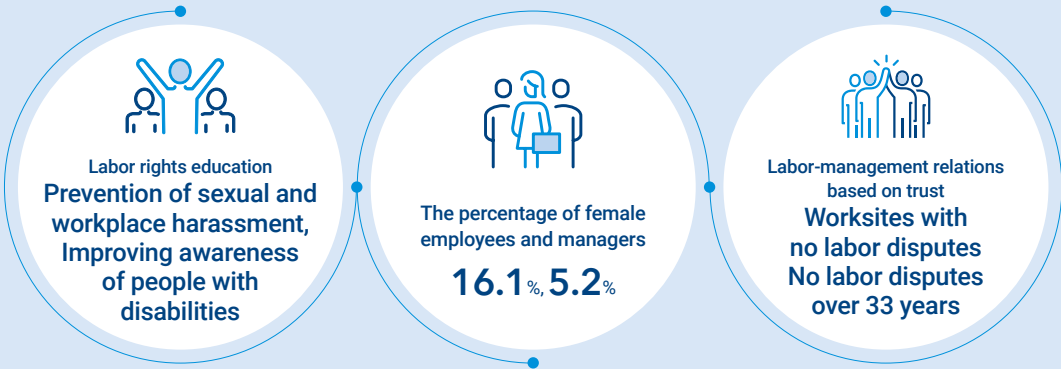 Labor rights education
Prevention of sexual and
workplace harassment,
Improving awareness
of people with
disabilities
The percentage of female
employees and managers
16.1%, 5.2%
Labor-management relations
based on trust
Worksites with
no labor disputes
No labor disputes
over 33 years